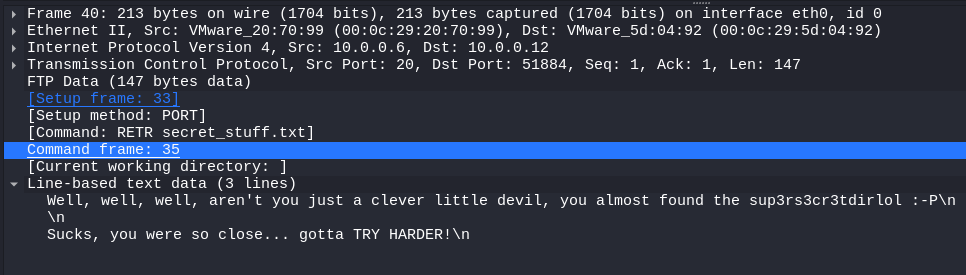 Frame 40: 213 bytes on wire (1704 bits), 213 bytes captured (1704 bits) on interface eth0, id 0
Ethernet II, Src: VMware_20:70:99 (00:0c:29:20:70:99), Dst: VMware_5d:04:92 (00:0c:29:5d:04:92)
Internet Protocol Version 4, Src: 10.0.0.6, Dst: 10.0.0.12
Transmission Control Protocol, Src Port: 20, Dst Port: 51884, Seq: 1, Ack: 1, Len: 147
FTP Data (147 bytes data)
[Setup frame: 33]
[Setup method: PORT]
[Command: RETR secret_stuff.txt]
Command frame: 35
[Current working directory: ]
Line-based text data (3 lines)
Well, well, well, aren't you just a clever little devil, you almost found the sup3rs3cr3tdirlol :-P\n
\n
Sucks, you were so close... gotta TRY HARDER!\n